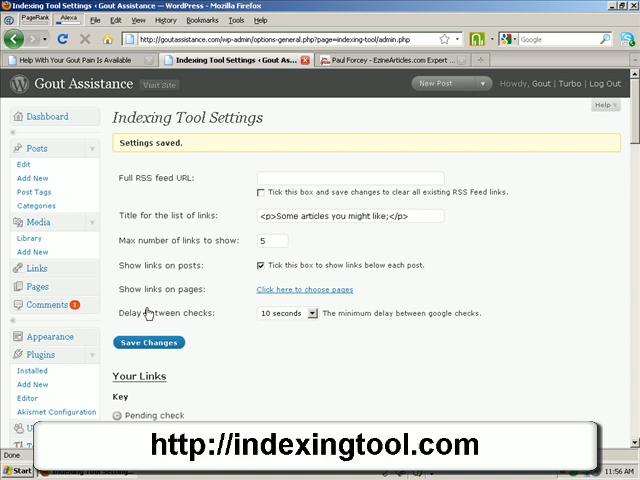 Indexing Tool Settings ‹ Gout Assistance — WordPress - Mozilla Firefox
PageRank Alexa File Edit View History Bookmarks Tools Help
http://goutassistance.com/wp-admin/options-general.php?page=indexing-tool/admin.php Google
Help With Your Gout Pain Is Available Indexing Tool Settings ‹ Gout As... Paul Forcey - EzineArticles.com Expert ...
Gout Assistance Visit Site New Post Howdy, Gout | Turbo | Log Out
Help
Dashboard
Posts
Edit
Add New
Post Tags
Categories
Media
Library
Add New
Links
Pages
Comments 3
Appearance
Plugins
Installed
Add New
Editor
Akismet Configuration
Indexing Tool Settings
Settings saved.
Full RSS feed URL:
Tick this box and save changes to clear all existing RSS Feed links.
Title for the list of links: <p>Some articles you might like;</p>
Max number of links to show: 5
Show links on posts: Tick this box to show links below each post.
Show links on pages: Click here to choose pages
Delay between checks: 10 seconds The minimum delay between google checks.
Save Changes
Your Links
Key
Pending check
http://indexingtool.com
Done
Start Indexing Tool Setting... 11:56 AM